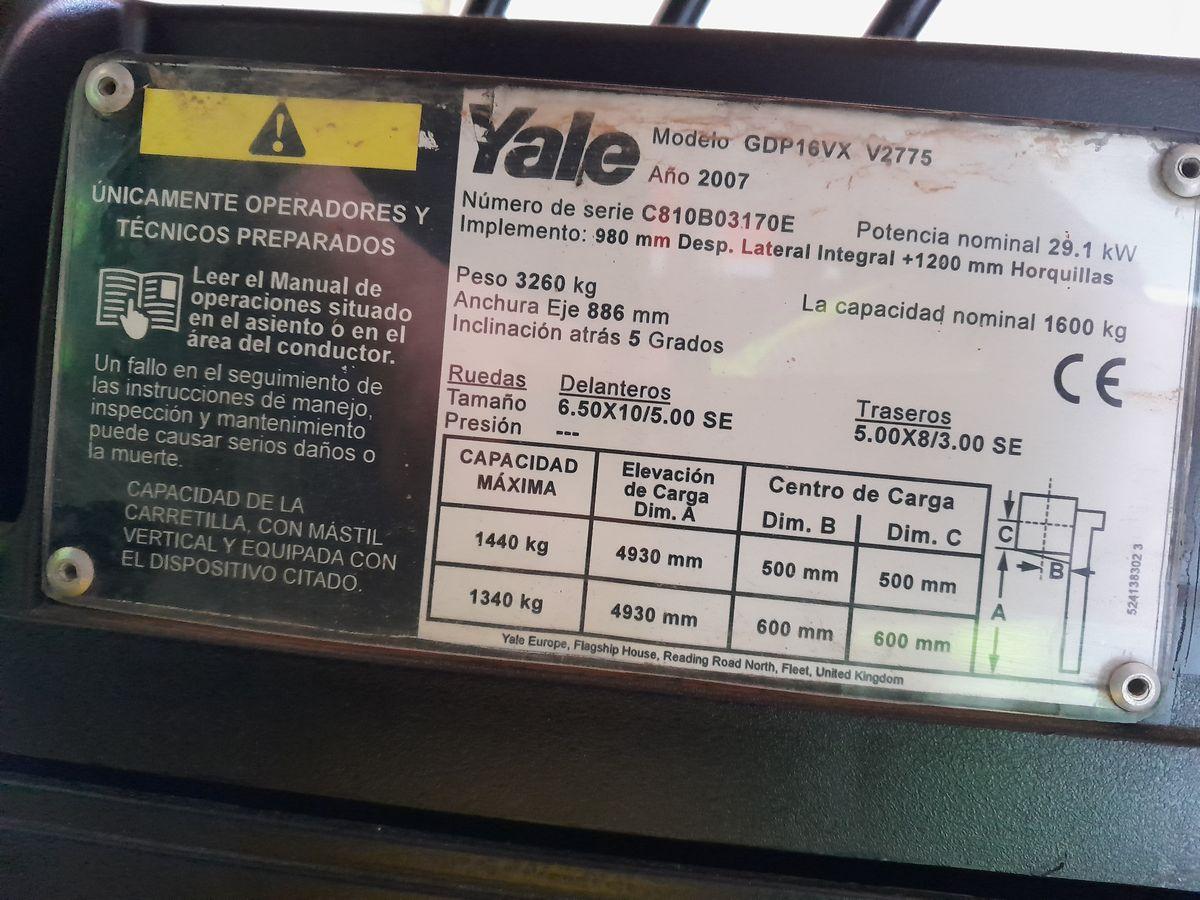 ÚNICAMENTE OPERADORES Y
TÉCNICOS PREPARADOS
Leer el Manual de
operaciones situado
en el asiento ó en el
área del conductor.
Un fallo en el seguimiento de
las instrucciones de manejo,
inspección y mantenimiento
puede causar serios daños o
la muerte.
CAPACIDAD DE LA
CARRETILLA, CON MÁSTIL
VERTICAL Y EQUIPADA CON
EL DISPOSITIVO CITADO.
Yale
Modelo GDP16VX V2775
Año 2007
Número de serie C810B03170E Potencia nominal 29.1 kW
Implemento: 980 mm Desp. Lateral Integral +1200 mm Horquillas
Peso 3260 kg La capacidad nominal 1600 kg
Anchura Eje 886 mm
Inclinación atrás 5 Grados
CE
Ruedas Delanteros Traseros
Tamaño 6.50X10/5.00 SE 5.00X8/3.00 SE
Presión ---
CAPACIDAD MÁXIMA Elevación de Carga Dim. A Centro de Carga
Dim. B Dim. C
1440 kg 4930 mm 500 mm 500 mm
1340 kg 4930 mm 600 mm 600 mm
C
B
A
524138302 3
Yale Europe, Flagship House, Reading Road North, Fleet, United Kingdom